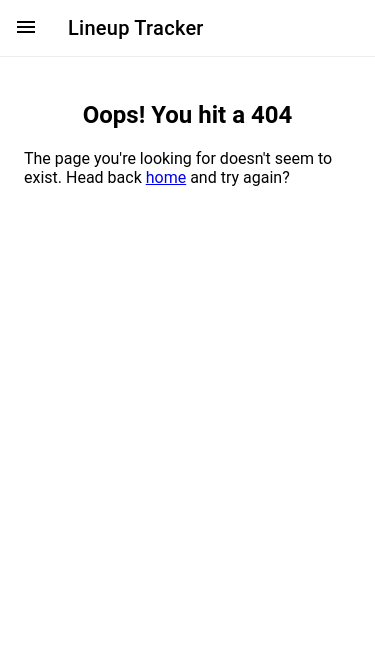 Lineup Tracker
Oops! You hit a 404
The page you're looking for doesn't seem to
exist. Head back home and try again?